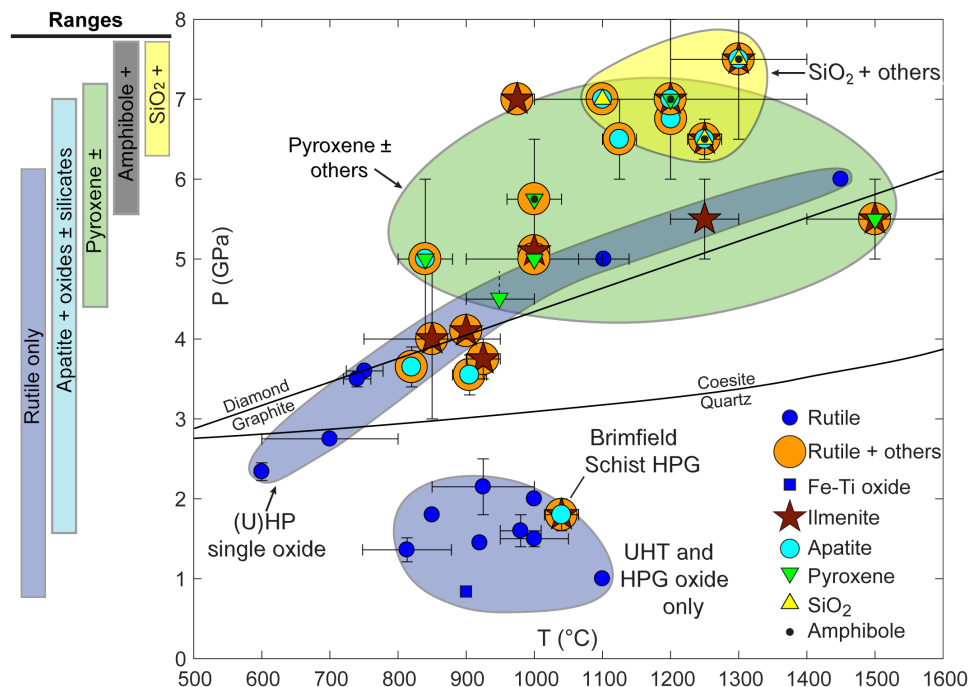 Ranges
Rutile only
Apatite + oxides ± silicates
Pyroxene ±
Amphibole +
SiO₂ +
8
7
6
5
4
3
2
1
0
P (GPa)
500
600
700
800
900
1000
1100
1200
1300
1400
1500
1600
T (°C)
SiO₂ + others
Pyroxene ±
others
Diamond
Graphite
Coesite
Quartz
(U)HP
single oxide
Brimfield
Schist HPG
UHT and
HPG oxide
only
Rutile
Rutile + others
Fe-Ti oxide
Ilmenite
Apatite
Pyroxene
SiO₂
Amphibole